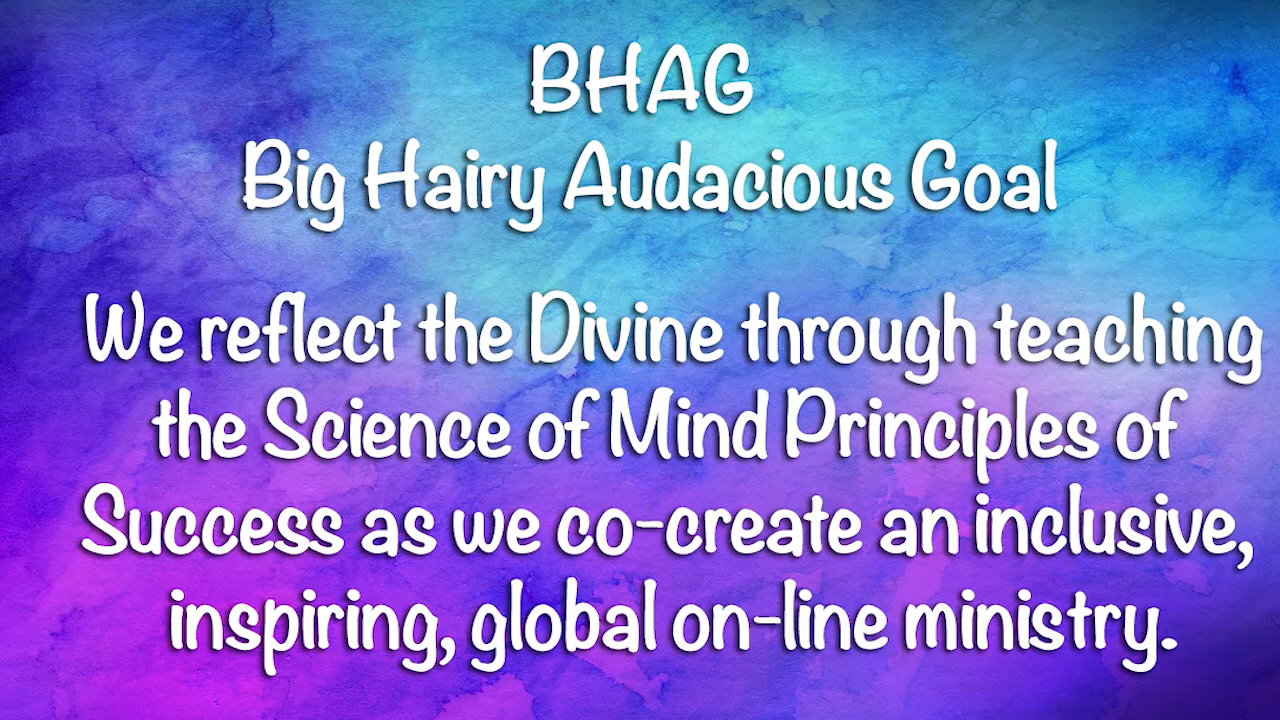 BHAG
Big Hairy Audacious Goal
We reflect the Divine through teaching
the Science of Mind Principles of
Success as we co-create an inclusive,
inspiring, global on-line ministry.